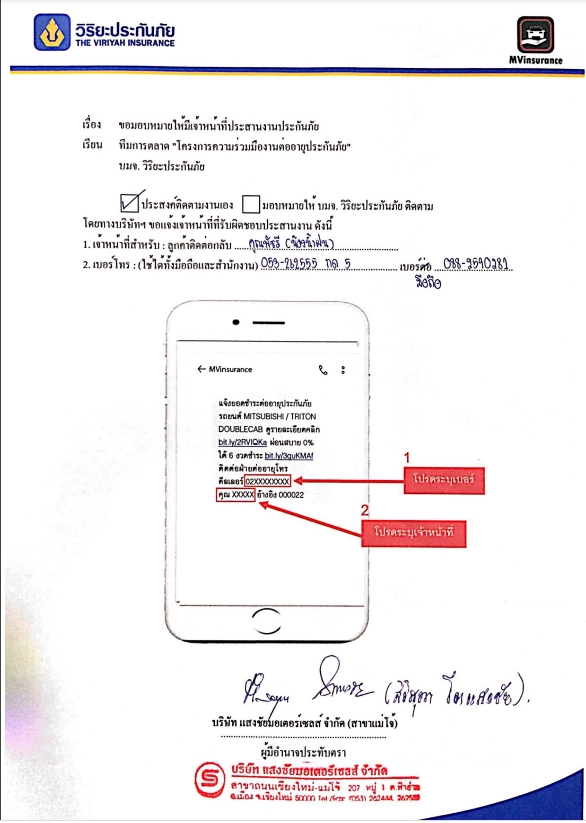 วิริยะประกันภัย
THE VIRIYAH INSURANCE
MVinsurance
เรื่อง ขอมอบหมายให้มีเจ้าหน้าที่ประสานงานประกันภัย
เรียน ทีมการตลาด "โครงการความร่วมมืองานต่ออายุประกันภัย"
บมจ. วิริยะประกันภัย
ประสงค์ติดตามงานเอง มอบหมายให้ บมจ. วิริยะประกันภัย ติดตาม
โดยทางบริษัทฯ ขอแจ้งเจ้าหน้าที่ที่รับผิดชอบประสานงาน ดังนี้
1. เจ้าหน้าที่สำหรับ : ลูกค้าติดต่อกลับ
2. เบอร์โทร : (ใช้ได้ทั้งมือถือและสำนักงาน) 053-262555 กด 5 เบอร์ต่อ 088-2590282
มือถือ
MVinsurance
แจ้งยอดชำระต่ออายุประกันภัย
รถยนต์ MITSUBISHI / TRITON
DOUBLECAB ดูรายละเอียดคลิก
bit.ly/2RVIQKa ผ่อนสบาย 0%
ได้ 6 งวดชำระ bit.ly/3guKMAf
ติดต่อฝ่ายต่ออายุโทร
ดีลเลอร์ 02XXXXXXXX
คุณ XXXXX อ้างอิง 000022
1
โปรดระบุเบอร์
2
โปรดระบุเจ้าหน้าที่
บริษัท แสงชัยมอเตอร์เซลส์ จำกัด (สาขาแม่โจ้)
ผู้มีอำนาจประทับตรา
บริษัท แสงชัยมอเตอร์เซลส์ จำกัด
สาขาถนนเชียงใหม่-แม่โจ้ 207 หมู่ 1 ต.ฟ้าฮ่าม
อ.เมือง จ.เชียงใหม่ 50000 Tel./Fax: (053) 262444,